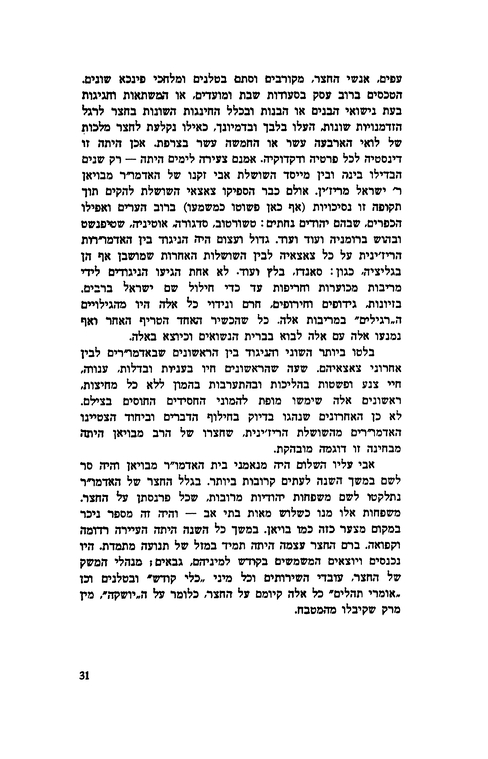 עפים, אנשי החצר, מקורבים וסתם בטלנים ומלחכי פינכא שונים.
הטכסים ברוב עסק בסעודות שבת ומועדים, או המשתאות וחגיגות
בעת נישואי הבנים או הבנות ובכלל החינגות השונות בחצר לרגל
הזדמנויות שונות, העלו בלבך ובדמיונך, כאילו נקלעת לחצר מלכות
של לואי הארבעה עשר או החמשה עשר בצרפת. אכן היתה זו
דינסטיה לכל פרטיה ודקדוקיה. אמנם צעירה לימים היתה — רק שנים
הבדילו בינה ובין מייסד השושלת אבי זקנו של האדמו״ר מבויאן
ר׳ ישראל מריז׳ין. אולם כבר הספיקו צאצאי השושלת להקים תוך
תקופה זו נסיכויות (אף כאן פשוטו כמשמעו) ברוב הערים ואפילו
הכפרים, שבהם יהודים נחתים: טשורטוב, סדגורה, אוטיניה, שטיפנשט
ובהוש ברומניה ועוד ועוד. גדול ועצום היה הניגוד בין האדמו״רות
הריז׳ינית על כל צאצאיה לבין השושלות האחרות שמושבן אף הן
בגליציה, כגון: סאנדז, בלז ועוד. לא אחת הגיעו הניגודים לידי
מריבות מכוערות וחריפות עד כדי חילול שם ישראל ברבים,
בזיונות, גידופים וחירופים, חרם ונידוי כל אלה היו מהגילויים
ה„רגילים״ במריבות אלה. כל שהכשיר האחד הטריף האחר ואף
נמנעו אלה עם אלה לבוא בברית הנשואים וכיוצא באלה.
בלטו ביותר השוני והניגוד בין הראשונים שבאדמו״רים לבין
אחרוני צאצאיהם. שעה שהראשונים חיו בעניות ובדלות, ענווה,
חיי צנע ופשטות בהליכות ובהתערבות בהמון ללא כל מחיצות,
ראשונים אלה שימשו מופת להמוני החסידים החוסים בצילם.
לא כן האחרונים שנהגו בדיוק בחילוף הדברים וביחוד הצטיינו
האדמו״רים מהשושלת הריז׳ינית, שחצרו של הרב מבויאן היתה
מבחינה זו דוגמה מובהקת.
אבי עליו השלום היה מנאמני בית האדמו״ר מבויאן והיה סר
לשם במשך השנה לעתים קרובות ביותר. בגלל החצר של האדמו״ר
נתלקטו לשם משפחות יהודיות מרובות, שכל פרנסתן על החצר.
משפחות אלו מנו כשלוש מאות בתי אב — והיה זה מספר ניכר
במקום מצער כזה כמו בויאן. במשך כל השנה היתה העיירה רדומה
וקפואה. ברם החצר עצמה היתה תמיד במזל של תנועה מתמדת. היו
נכנסים ויוצאים המשמשים בקודש למיניהם, גבאים; מנהלי המשק
של החצר, עובדי השירותים וכל מיני „כלי קודש״ ובטלנים וכן
„אומרי תהלים״ כל אלה קיומם על החצר, כלומר על ה„יושקה״, מין
מרק שקיבלו מהמטבח.
31